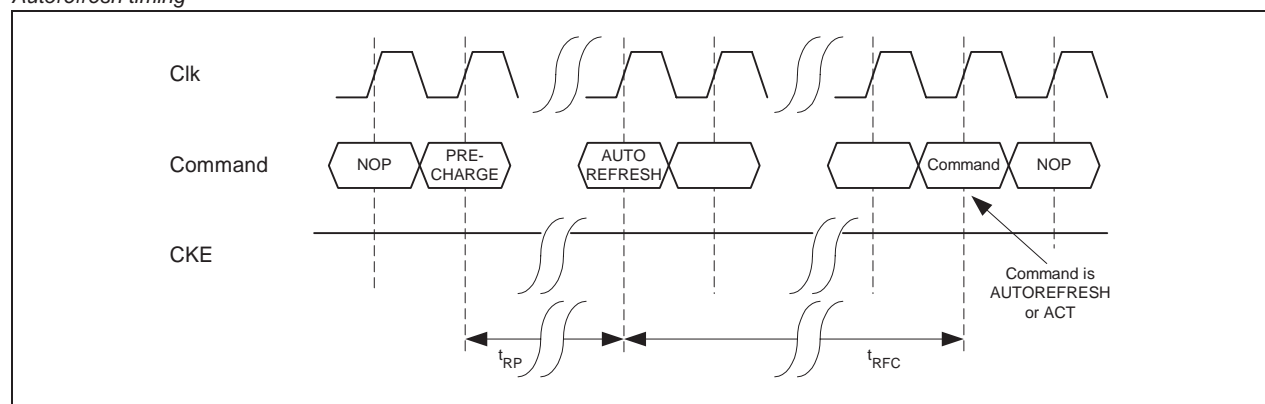 Autorefresh timing
Clk
Command
NOP
PRE-
CHARGE
AUTO
REFRESH
Command
NOP
CKE
Command is
AUTOREFRESH
or ACT
tRP
tRFC